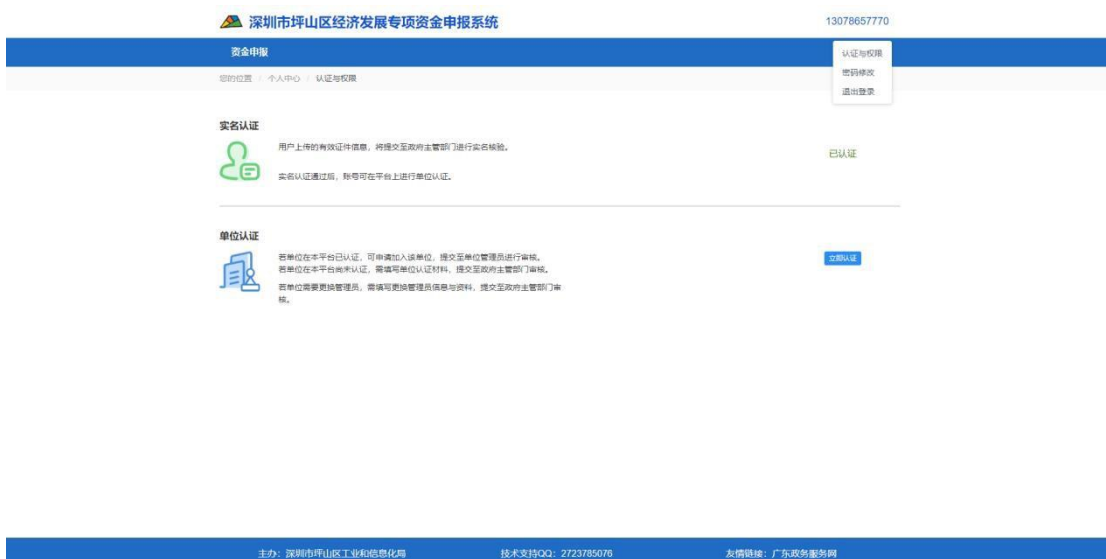 深圳市坪山区经济发展专项资金申报系统
13078657770
资金申报
认证与权限
密码修改
退出登录
您的位置 | 个人中心 | 认证与权限
实名认证
用户上传的有效证件信息，将提交至政府主管部门进行实名核验。
已认证
实名认证通过后，账号可在平台上进行单位认证。
单位认证
若单位在本平台已认证，可申请加入该单位，提交至单位管理员进行审核。
立即认证
若单位在本平台尚未认证，需填写单位认证材料，提交至政府主管部门审核。
若单位需要更换管理员，需填写更换管理员信息与资料，提交至政府主管部门审
核。
主办：深圳市坪山区工业和信息化局
技术支持QQ：2723785076
友情链接：广东政务服务网